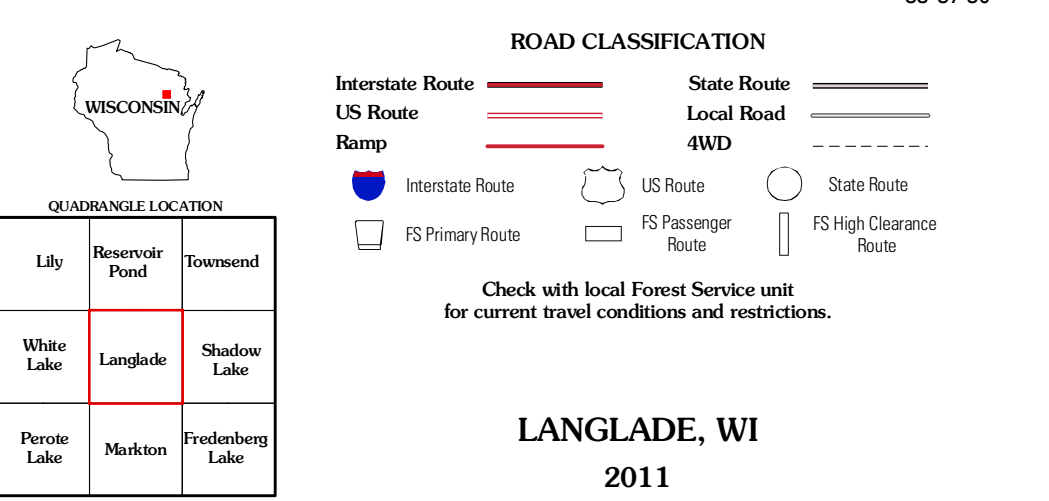 ROAD CLASSIFICATION
Interstate Route
State Route
US Route
Local Road
Ramp
4WD
Interstate Route
US Route
State Route
FS Primary Route
FS Passenger
Route
FS High Clearance
Route
Check with local Forest Service unit
for current travel conditions and restrictions.
WISCONSIN
QUADRANGLE LOCATION
Lily
Reservoir
Pond
Townsend
White
Lake
Langlade
Shadow
Lake
Perote
Lake
Markton
Fredenberg
Lake
LANGLADE, WI
2011